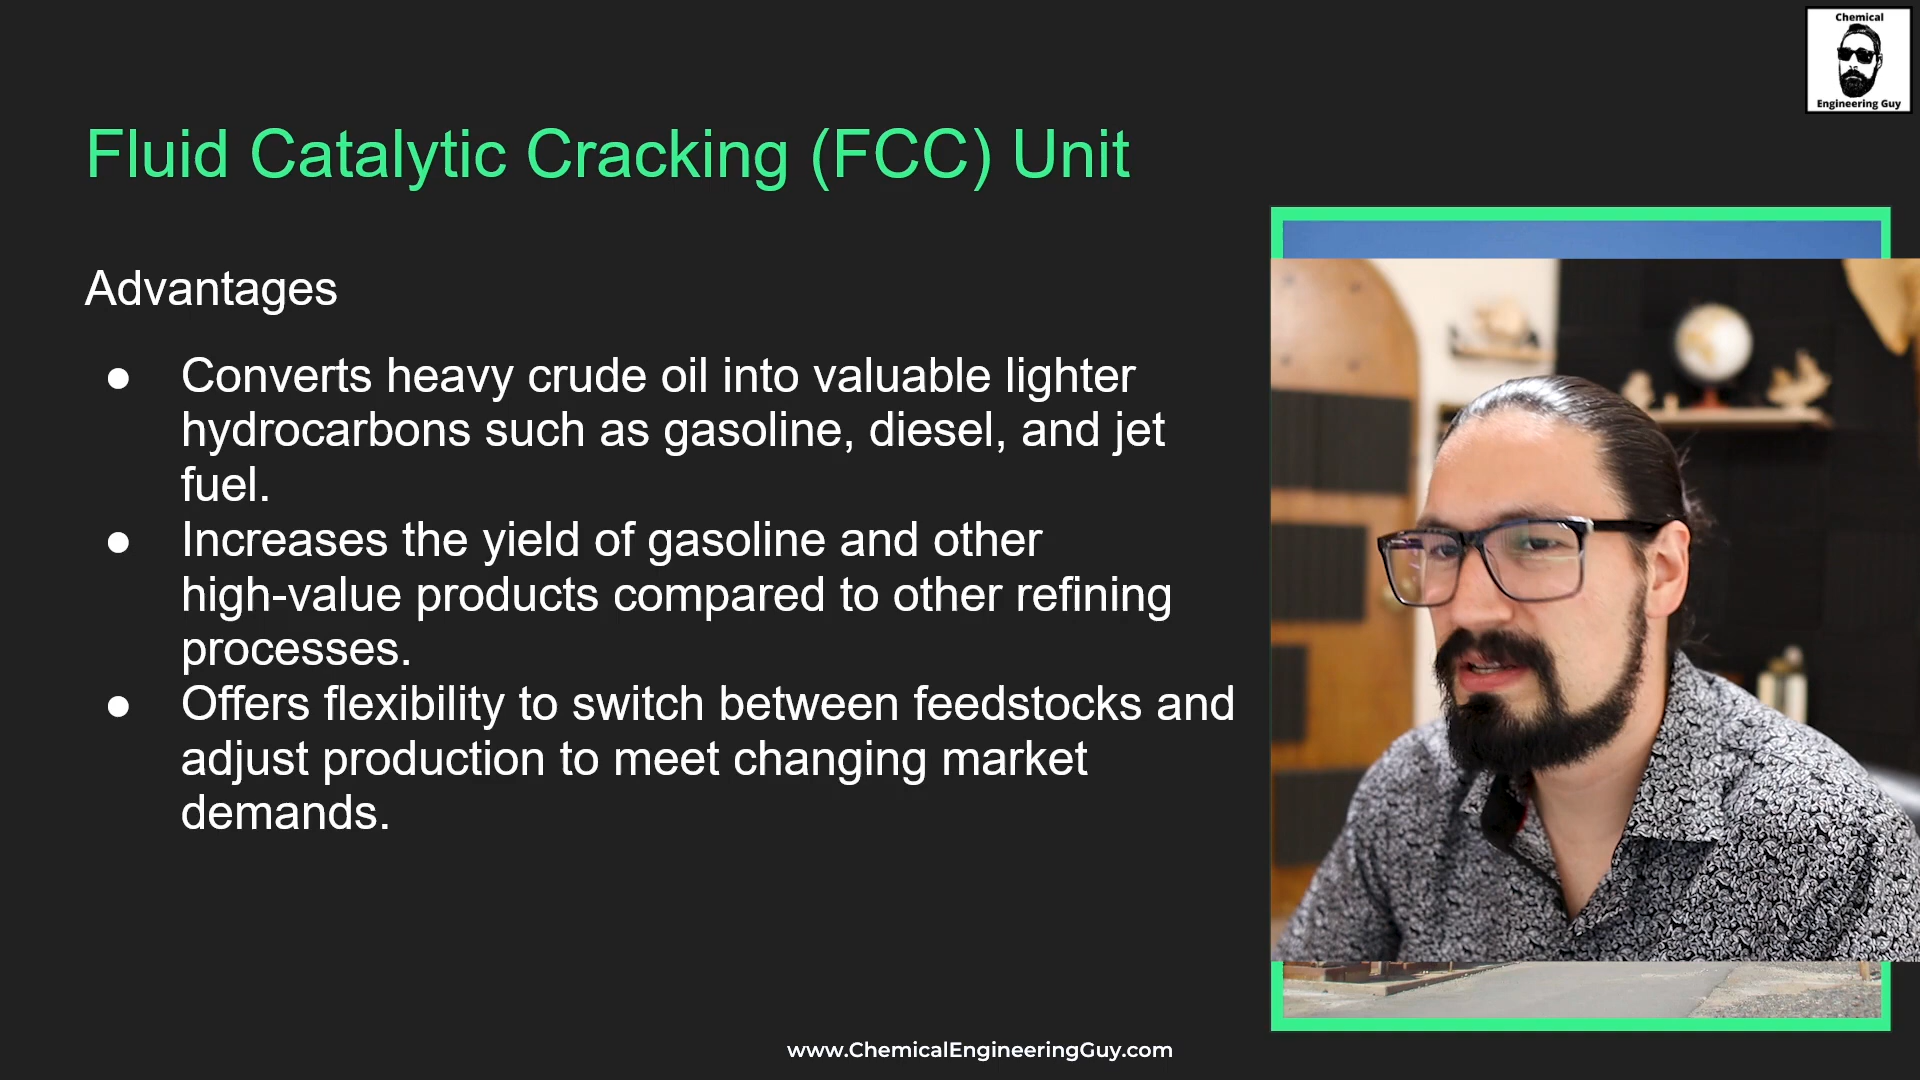 Chemical
Engineering Guy
Fluid Catalytic Cracking (FCC) Unit
Advantages
● Converts heavy crude oil into valuable lighter
hydrocarbons such as gasoline, diesel, and jet
fuel.
● Increases the yield of gasoline and other
high-value products compared to other refining
processes.
● Offers flexibility to switch between feedstocks and
adjust production to meet changing market
demands.
www.ChemicalEngineeringGuy.com